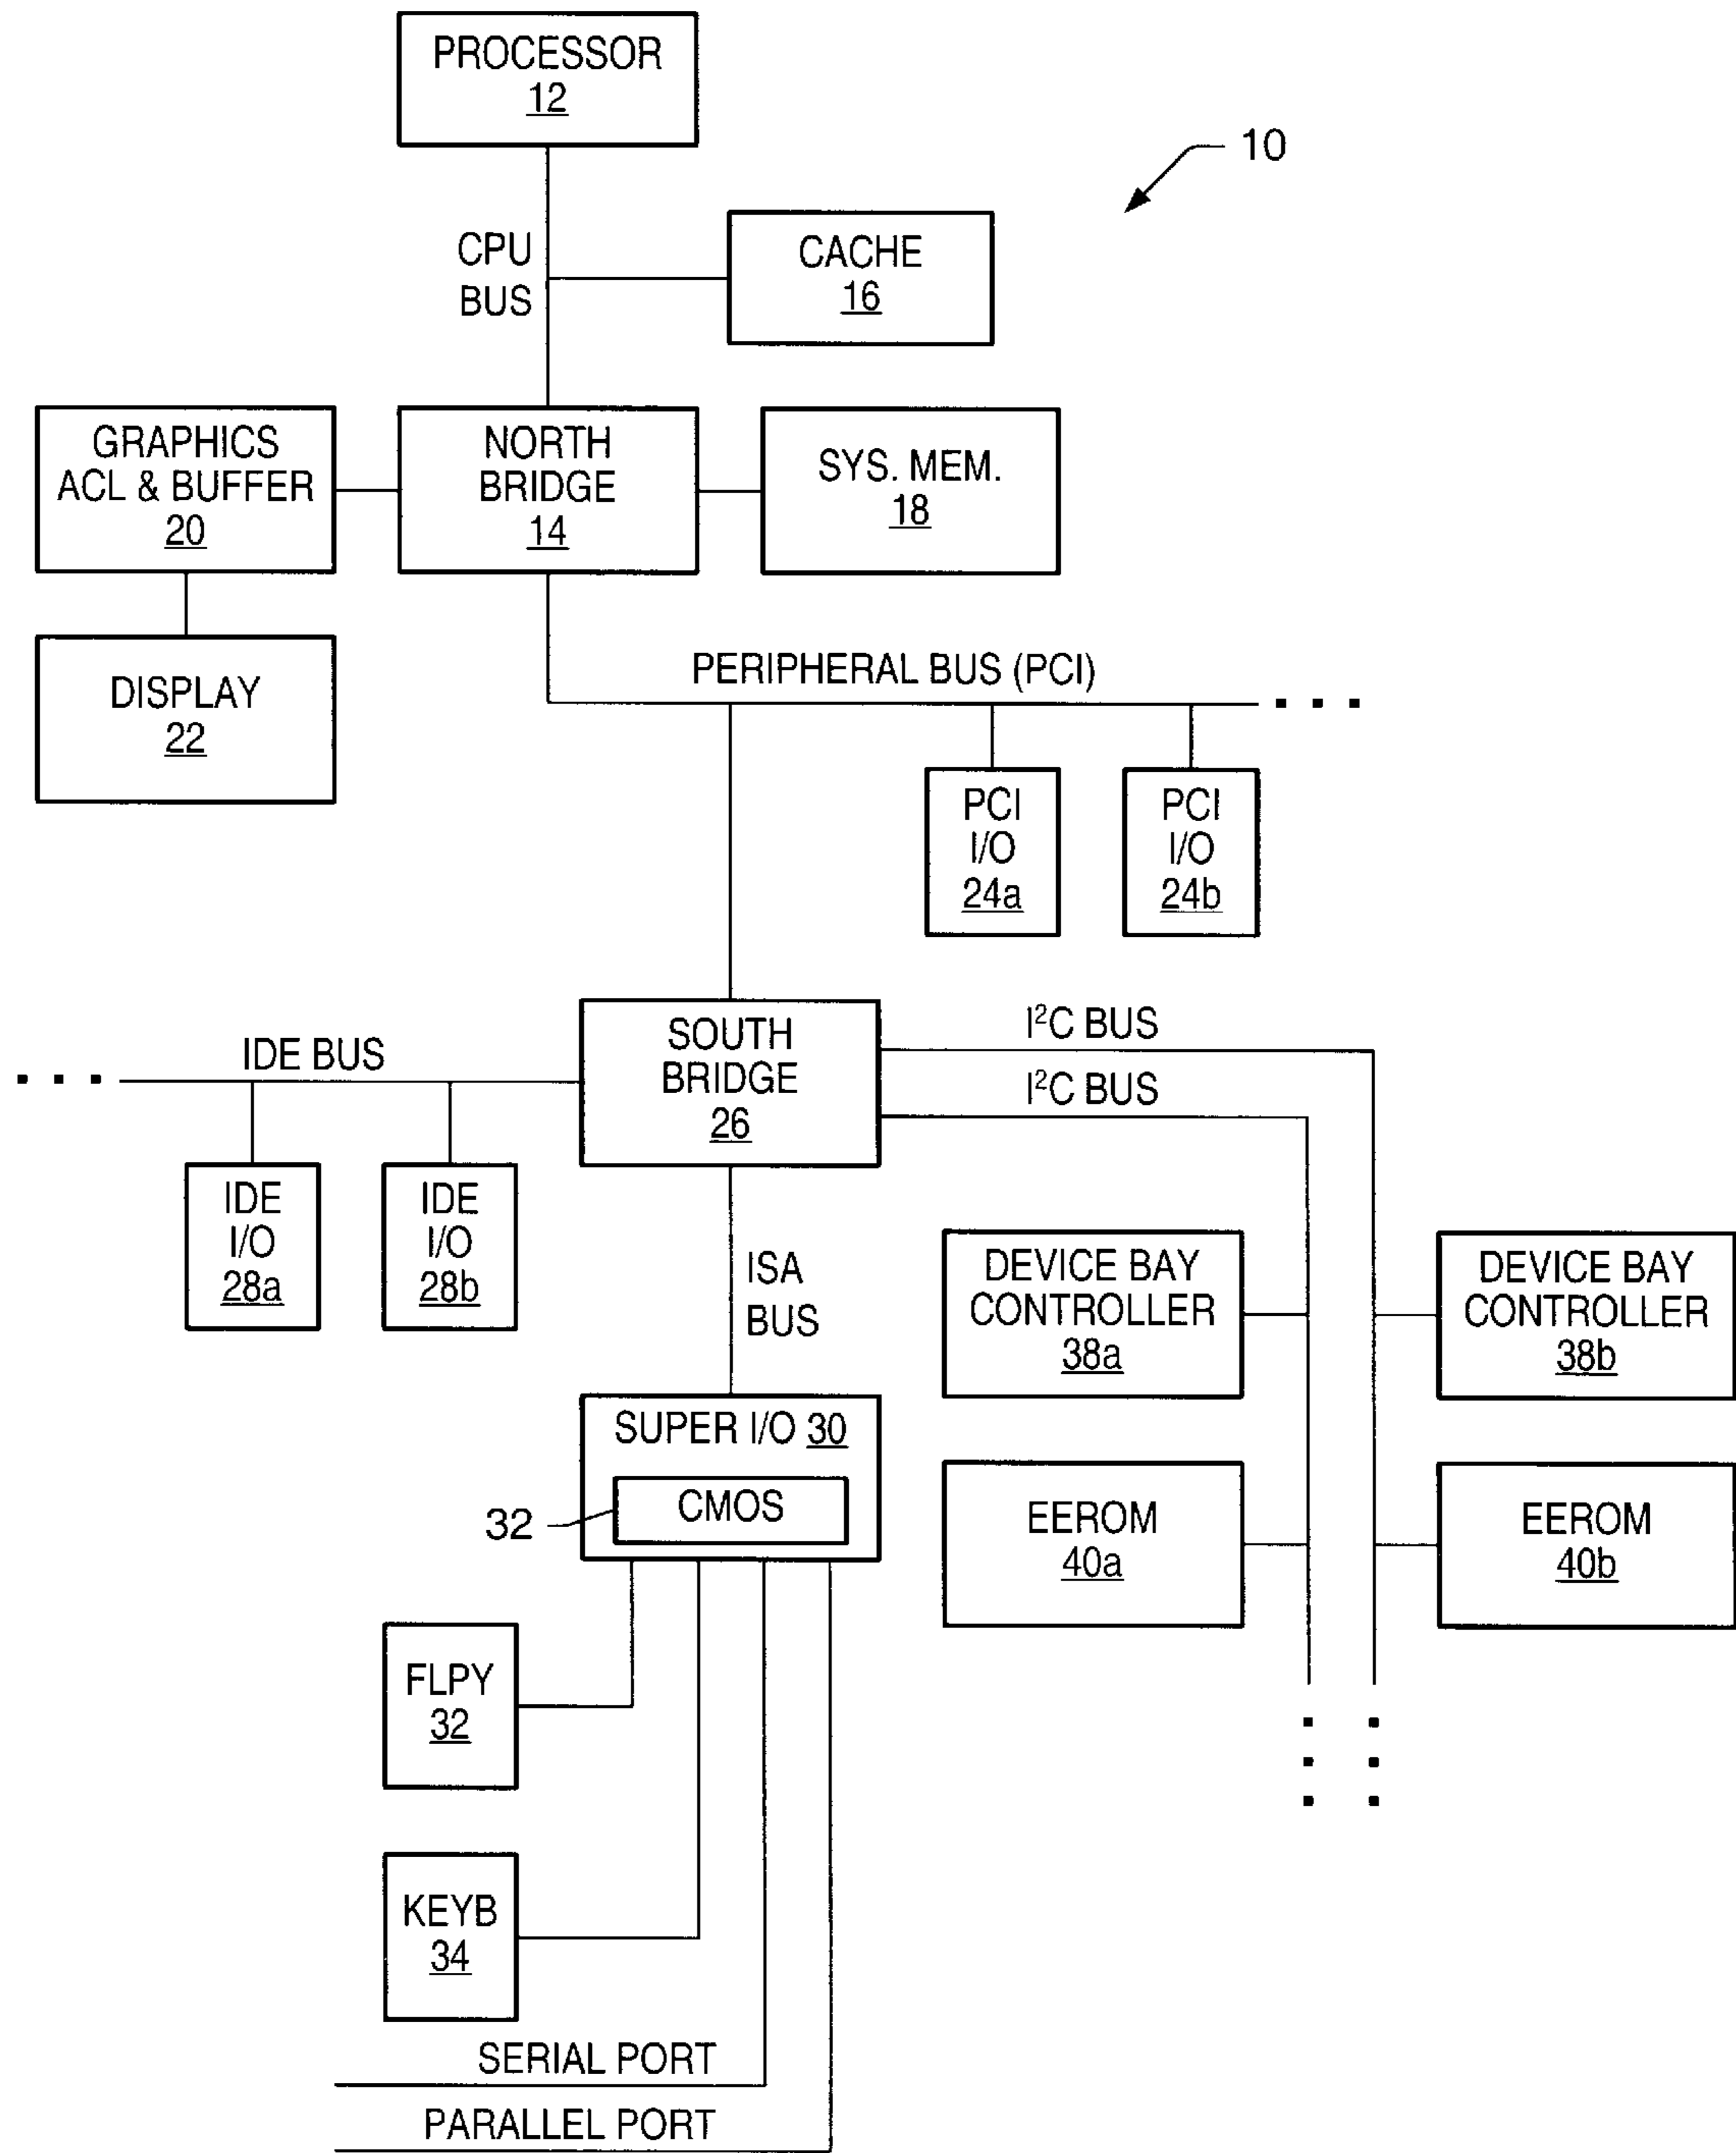 PROCESSOR
12
10
CPU
BUS
CACHE
16
GRAPHICS
ACL & BUFFER
20
NORTH
BRIDGE
14
SYS. MEM.
18
DISPLAY
22
PERIPHERAL BUS (PCI)
PCI
I/O
24a
PCI
I/O
24b
SOUTH
BRIDGE
26
IDE BUS
I²C BUS
I²C BUS
IDE
I/O
28a
IDE
I/O
28b
ISA
BUS
DEVICE BAY
CONTROLLER
38a
DEVICE BAY
CONTROLLER
38b
SUPER I/O 30
CMOS
32
EEROM
40a
EEROM
40b
FLPY
32
KEYB
34
SERIAL PORT
PARALLEL PORT